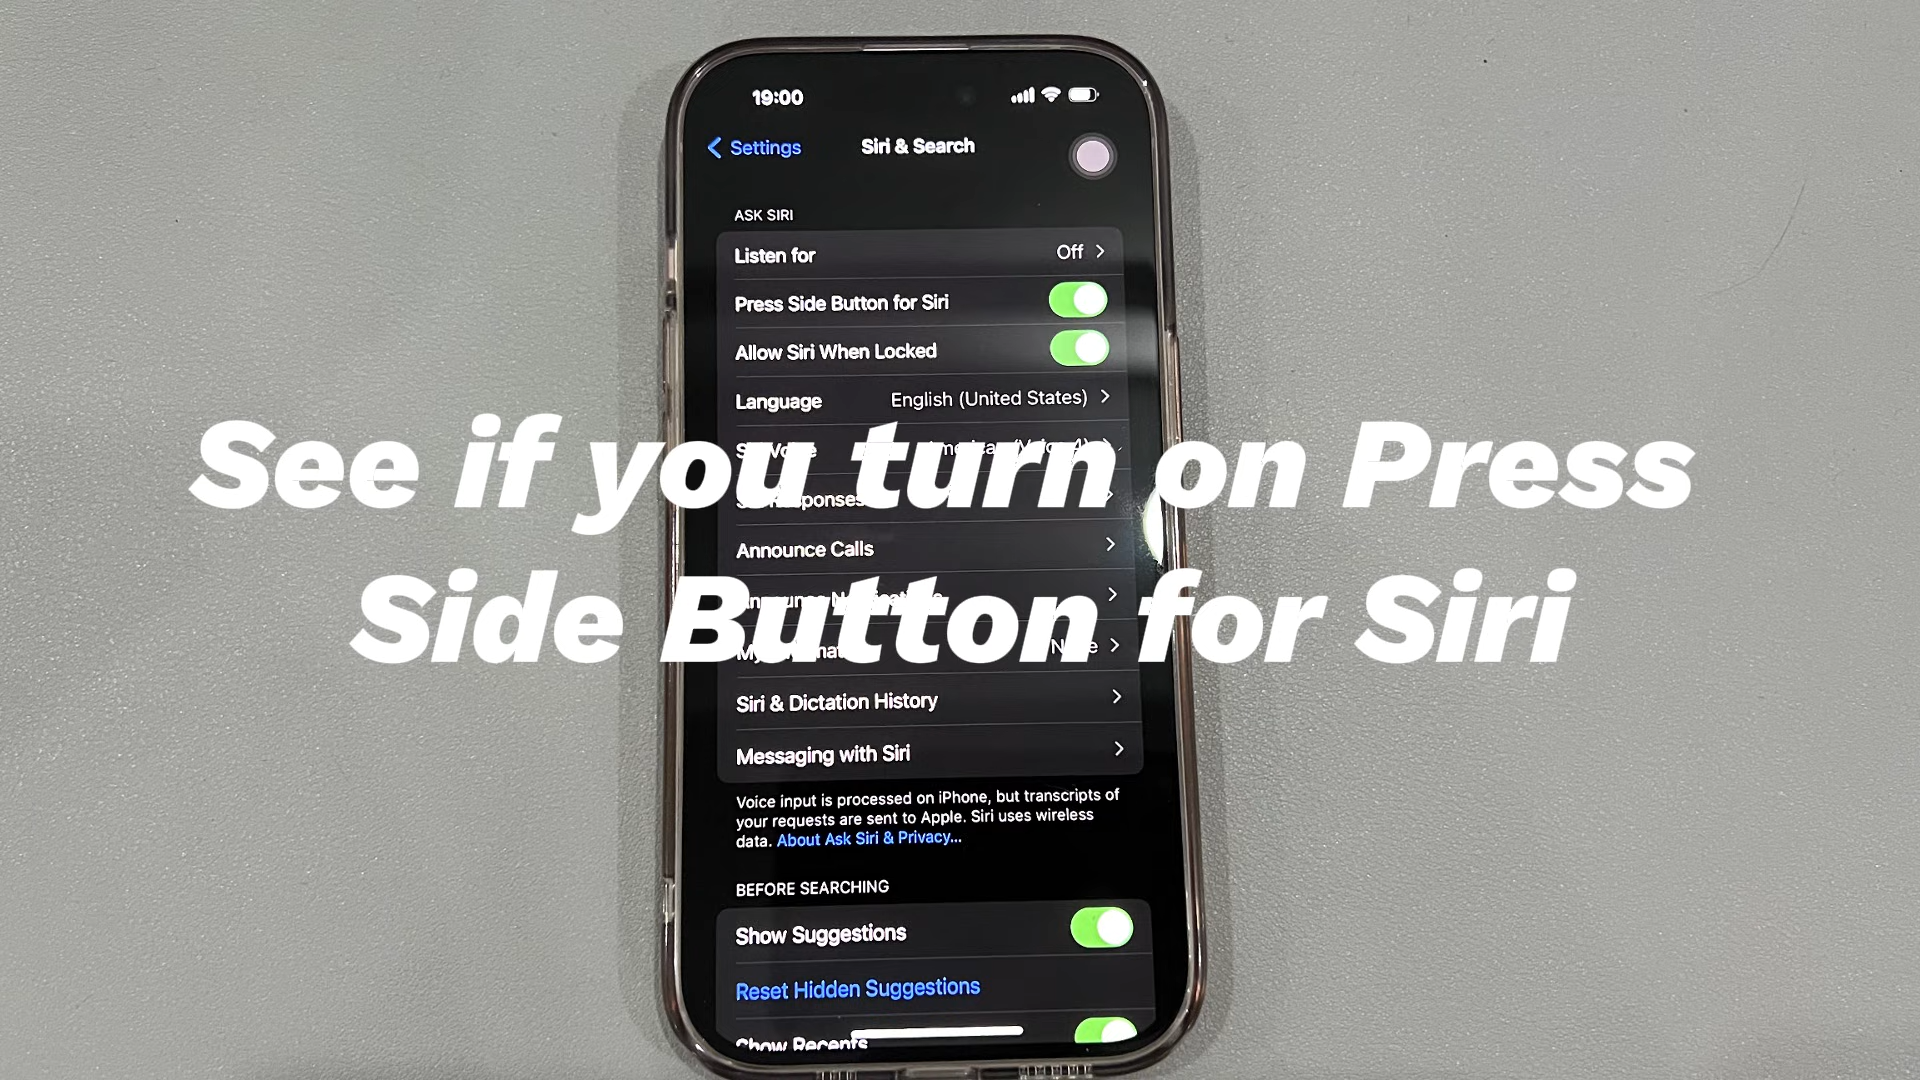 19:00
Settings
Siri & Search
ASK SIRI
Listen for Off
Press Side Button for Siri
Allow Siri When Locked
Language English (United States)
See if you turn on Press
Announce Calls
Side Button for Siri
Siri & Dictation History
Messaging with Siri
Voice input is processed on iPhone, but transcripts of
your requests are sent to Apple. Siri uses wireless
data. About Ask Siri & Privacy...
BEFORE SEARCHING
Show Suggestions
Reset Hidden Suggestions
Show Recents